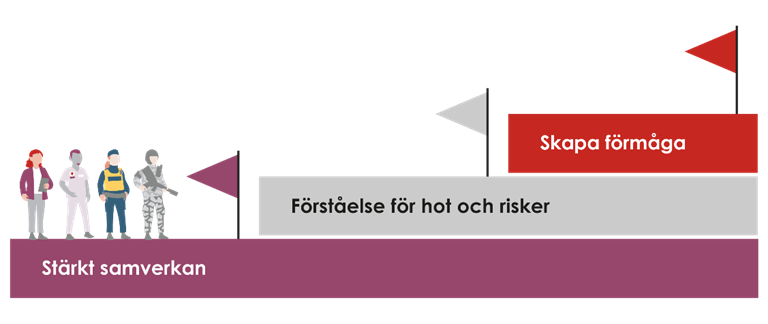 Skapa förmåga
Förståelse för hot och risker
Stärkt samverkan